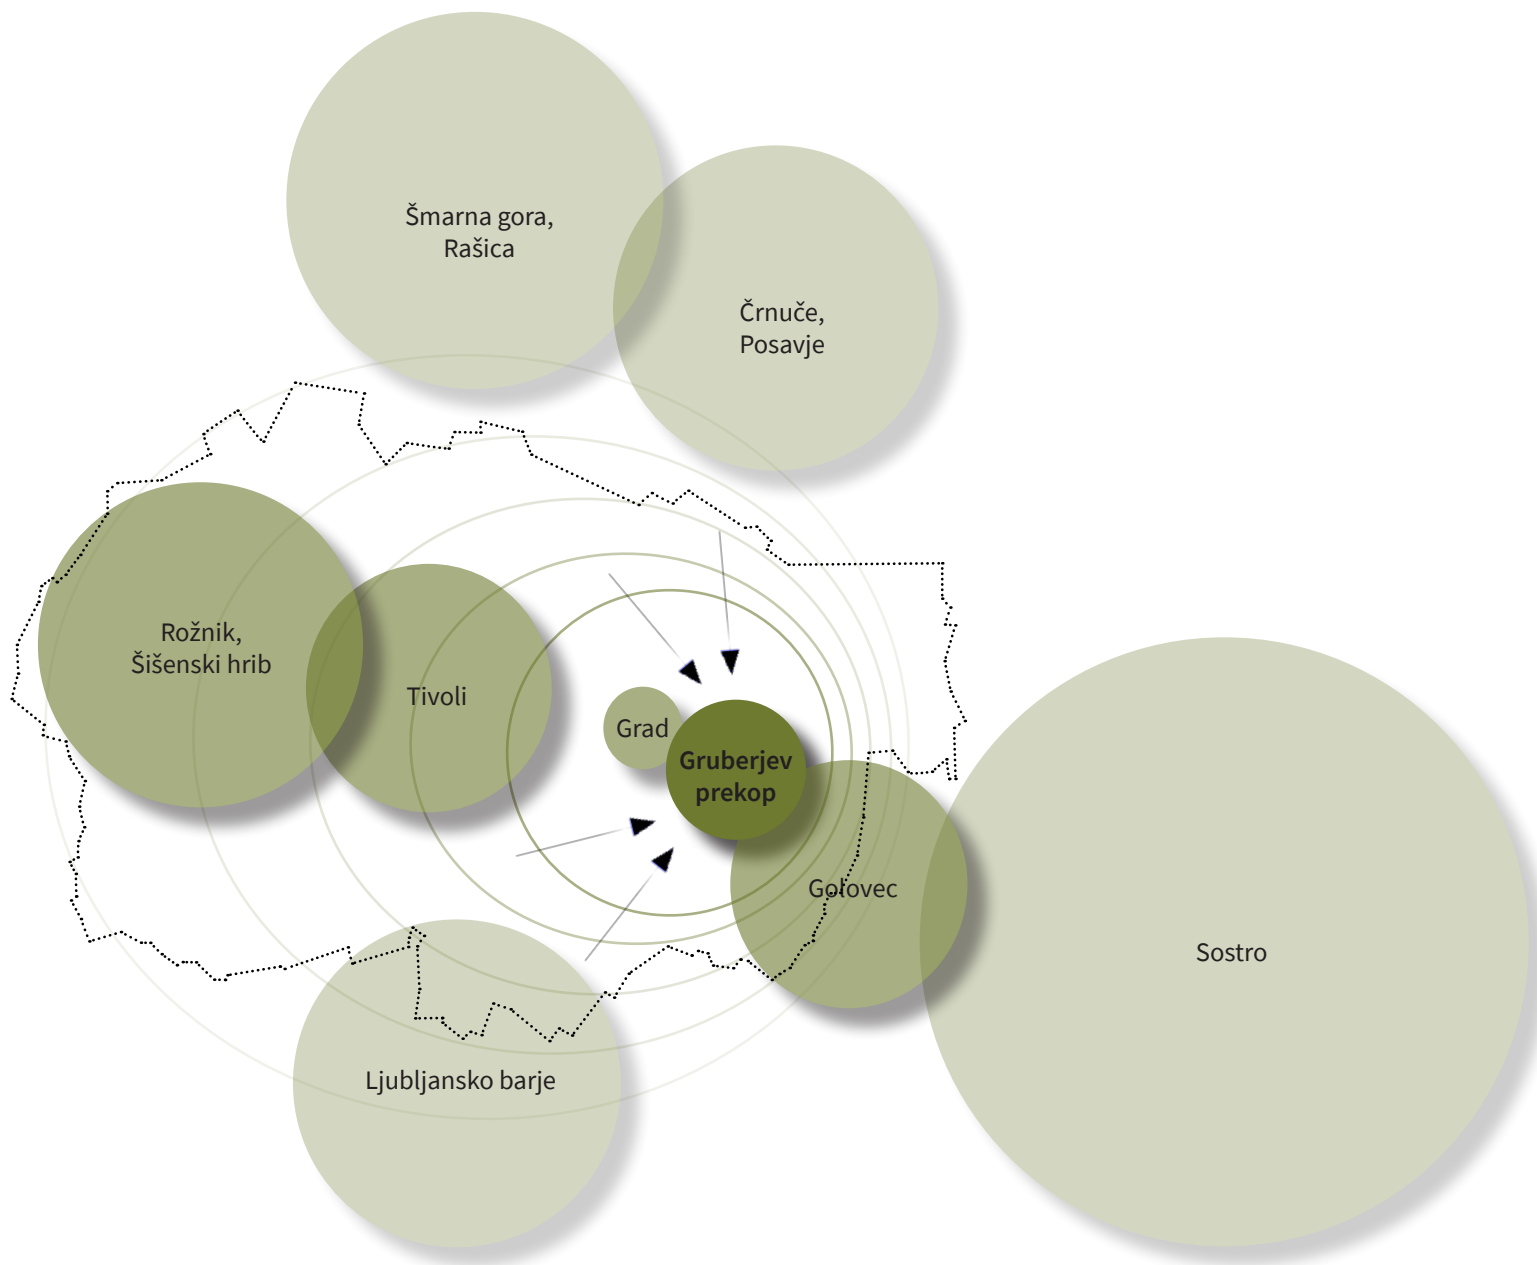 Šmarna gora,
Rašica
Črnuče,
Posavje
Rožnik,
Šišenski hrib
Tivoli
Grad
Gruberjev
prekop
Golovec
Sostro
Ljubljansko barje